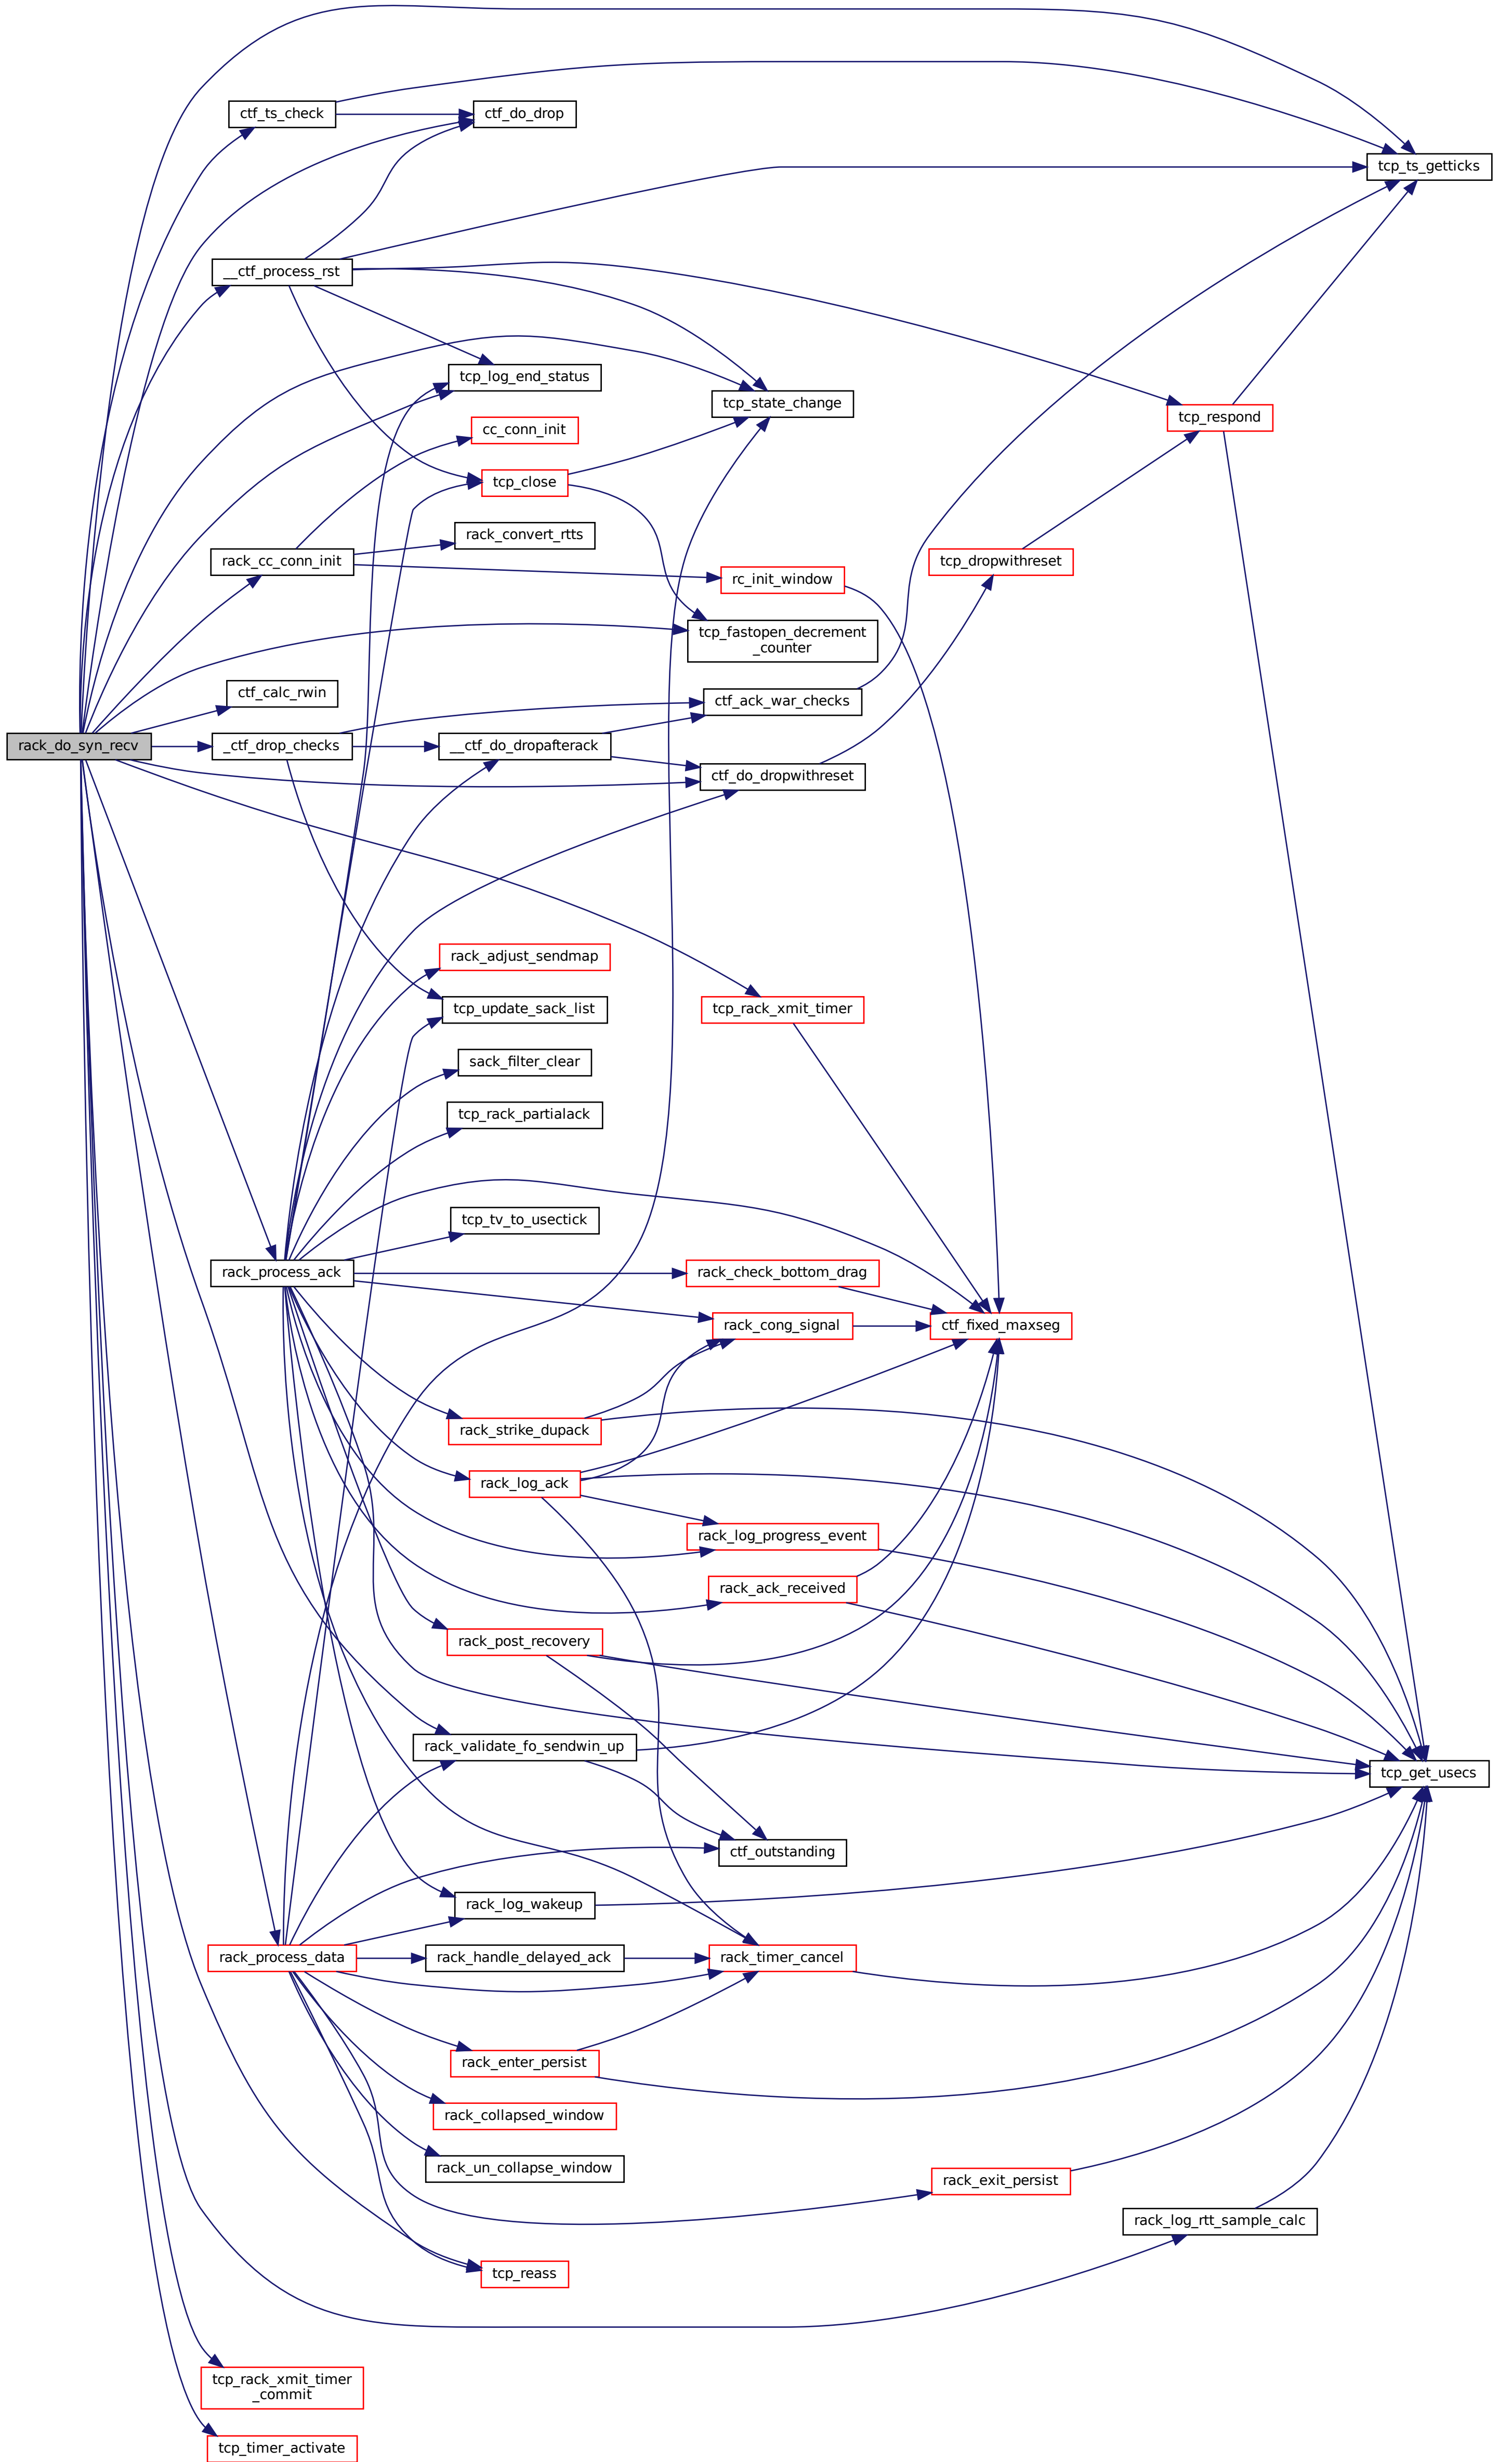 ctf_ts_check
ctf_do_drop
tcp_ts_getticks
__ctf_process_rst
tcp_log_end_status
tcp_state_change
tcp_respond
cc_conn_init
tcp_close
rack_convert_rtts
rack_cc_conn_init
tcp_dropwithreset
rc_init_window
tcp_fastopen_decrement
_counter
ctf_calc_rwin
ctf_ack_war_checks
rack_do_syn_recv
_ctf_drop_checks
__ctf_do_dropafterack
ctf_do_dropwithreset
rack_adjust_sendmap
tcp_update_sack_list
tcp_rack_xmit_timer
sack_filter_clear
tcp_rack_partialack
tcp_tv_to_usectick
rack_process_ack
rack_check_bottom_drag
rack_cong_signal
ctf_fixed_maxseg
rack_strike_dupack
rack_log_ack
rack_log_progress_event
rack_ack_received
rack_post_recovery
rack_validate_fo_sendwin_up
tcp_get_usecs
ctf_outstanding
rack_log_wakeup
rack_process_data
rack_handle_delayed_ack
rack_timer_cancel
rack_enter_persist
rack_collapsed_window
rack_un_collapse_window
rack_exit_persist
rack_log_rtt_sample_calc
tcp_reass
tcp_rack_xmit_timer
_commit
tcp_timer_activate